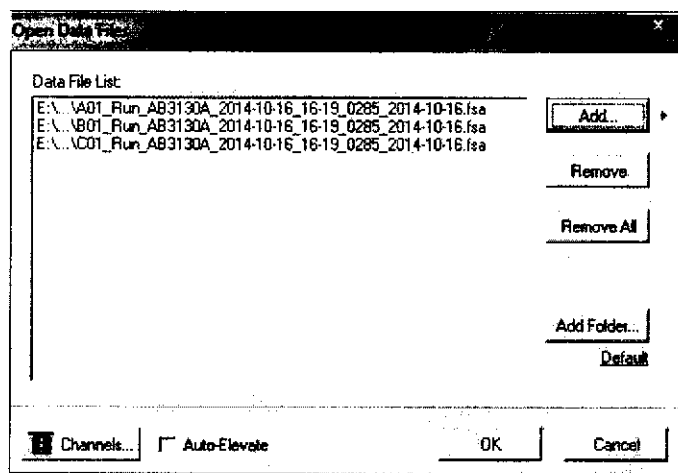 Open Data Files
Data File List:
E:\...\A01_Run_AB3130A_2014-10-16_16-19_0285_2014-10-16.fsa
E:\...\B01_Run_AB3130A_2014-10-16_16-19_0285_2014-10-16.fsa
E:\...\C01_Run_AB3130A_2014-10-16_16-19_0285_2014-10-16.fsa
Add...
Remove
Remove All
Add Folder...
Default
Channels...
Auto-Elevate
OK
Cancel